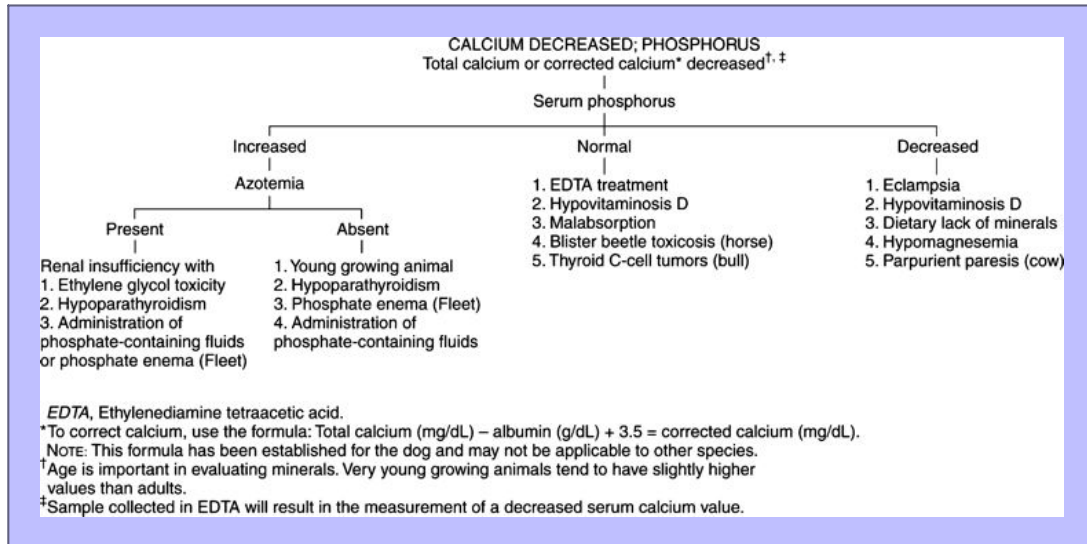 CALCIUM DECREASED; PHOSPHORUS
Total calcium or corrected calcium* decreased†, ‡
Serum phosphorus
Increased
Normal
Decreased
Azotemia
Present
Absent
Renal insufficiency with
1. Ethylene glycol toxicity
2. Hypoparathyroidism
3. Administration of
phosphate-containing fluids
or phosphate enema (Fleet)
1. Young growing animal
2. Hypoparathyroidism
3. Phosphate enema (Fleet)
4. Administration of
phosphate-containing fluids
1. EDTA treatment
2. Hypovitaminosis D
3. Malabsorption
4. Blister beetle toxicosis (horse)
5. Thyroid C-cell tumors (bull)
1. Eclampsia
2. Hypovitaminosis D
3. Dietary lack of minerals
4. Hypomagnesemia
5. Parpurient paresis (cow)
EDTA, Ethylenediamine tetraacetic acid.
*To correct calcium, use the formula: Total calcium (mg/dL) – albumin (g/dL) + 3.5 = corrected calcium (mg/dL).
NOTE: This formula has been established for the dog and may not be applicable to other species.
†Age is important in evaluating minerals. Very young growing animals tend to have slightly higher
values than adults.
‡Sample collected in EDTA will result in the measurement of a decreased serum calcium value.